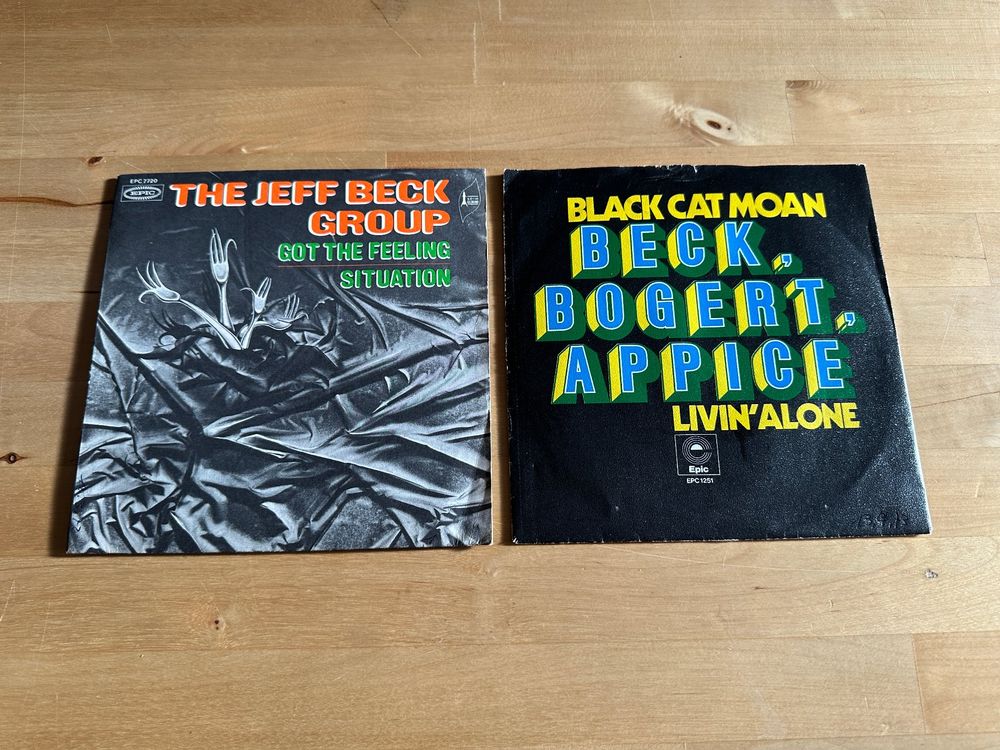 EPC 7720
EPIC
THE JEFF BECK
GROUP
GOT THE FEELING
SITUATION
BLACK CAT MOAN
BECK,
BOGERT,
APPICE
LIVIN' ALONE
Epic
EPC 1251